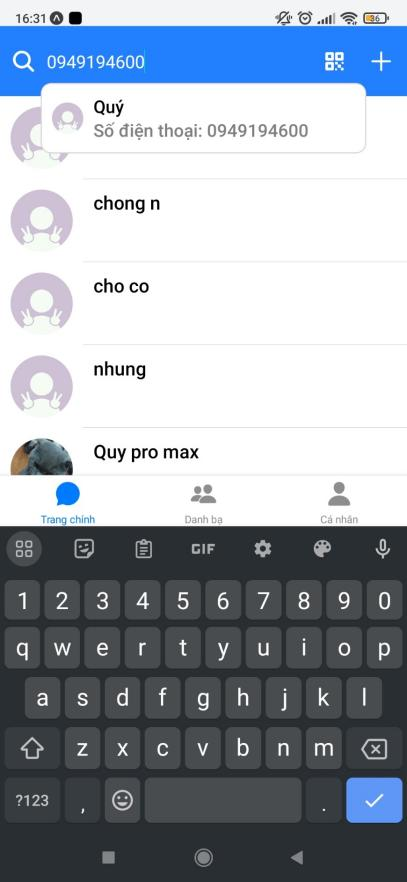 16:31
36
0949194600
Quý
Số điện thoại: 0949194600
chong n
cho co
nhung
Quy pro max
Trang chính
Danh bạ
Cá nhân
GIF
1 2 3 4 5 6 7 8 9 0
q w e r t y u i o p
a s d f g h j k l
z x c v b n m
?123 , .